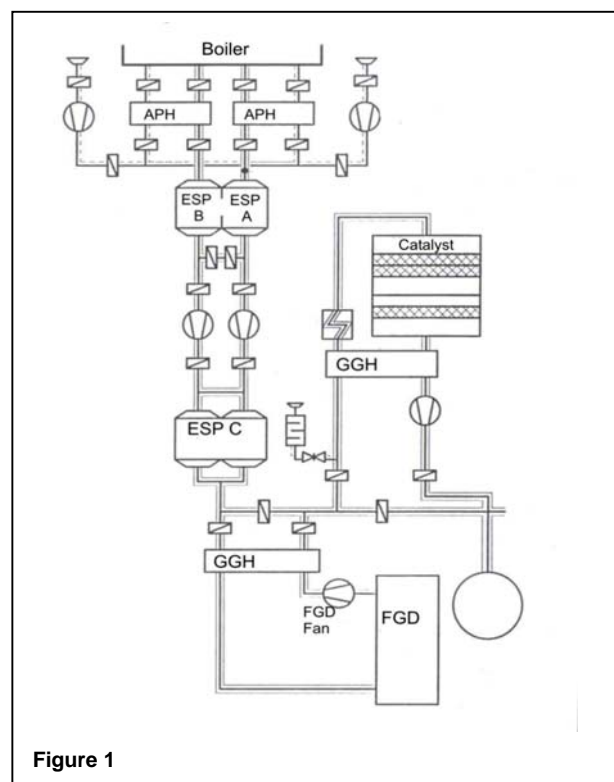 Boiler
APH
APH
ESP
B
ESP
A
Catalyst
GGH
ESP C
GGH
FGD
Fan
FGD
Figure 1